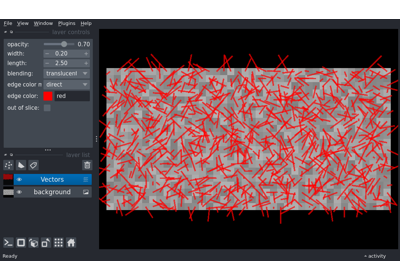 File View Window Plugins Help
layer controls
opacity: 0.70
width: 0.20
length: 2.50
blending: translucent
edge color m direct
edge color: red
out of slice:
layer list
Vectors
background
Ready
activity